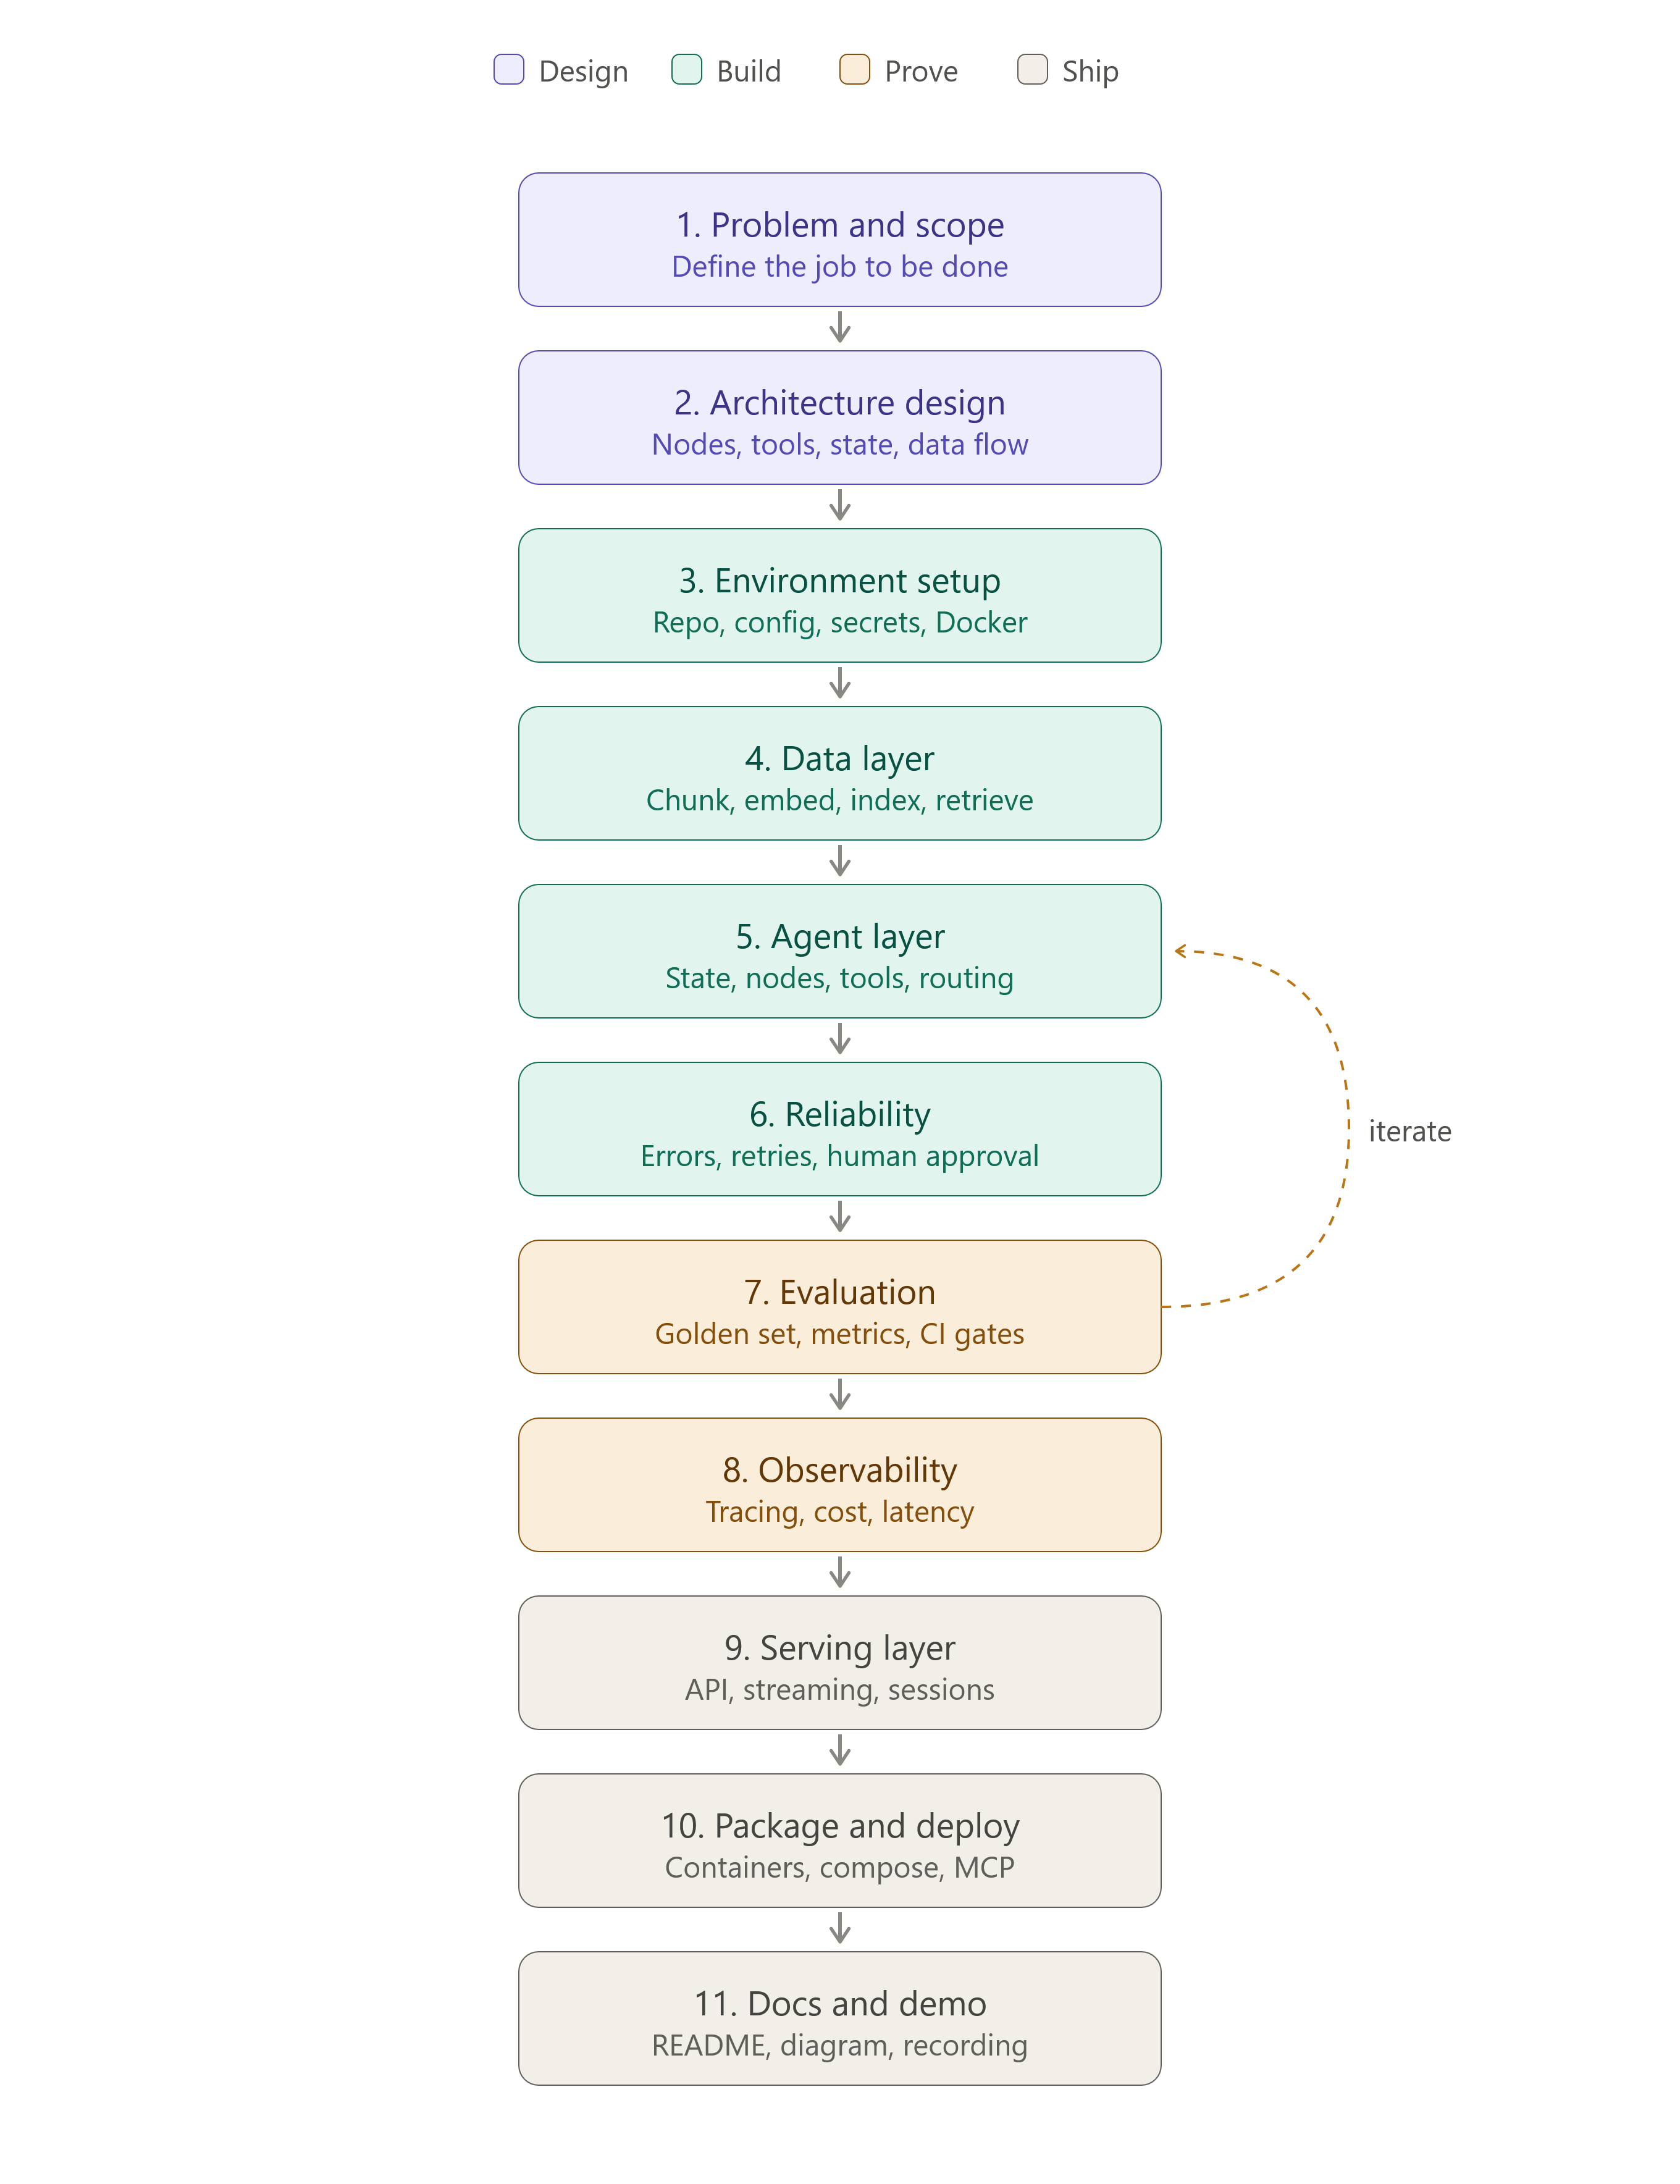 Design
Build
Prove
Ship
1. Problem and scope
Define the job to be done
2. Architecture design
Nodes, tools, state, data flow
3. Environment setup
Repo, config, secrets, Docker
4. Data layer
Chunk, embed, index, retrieve
5. Agent layer
State, nodes, tools, routing
6. Reliability
Errors, retries, human approval
iterate
7. Evaluation
Golden set, metrics, CI gates
8. Observability
Tracing, cost, latency
9. Serving layer
API, streaming, sessions
10. Package and deploy
Containers, compose, MCP
11. Docs and demo
README, diagram, recording